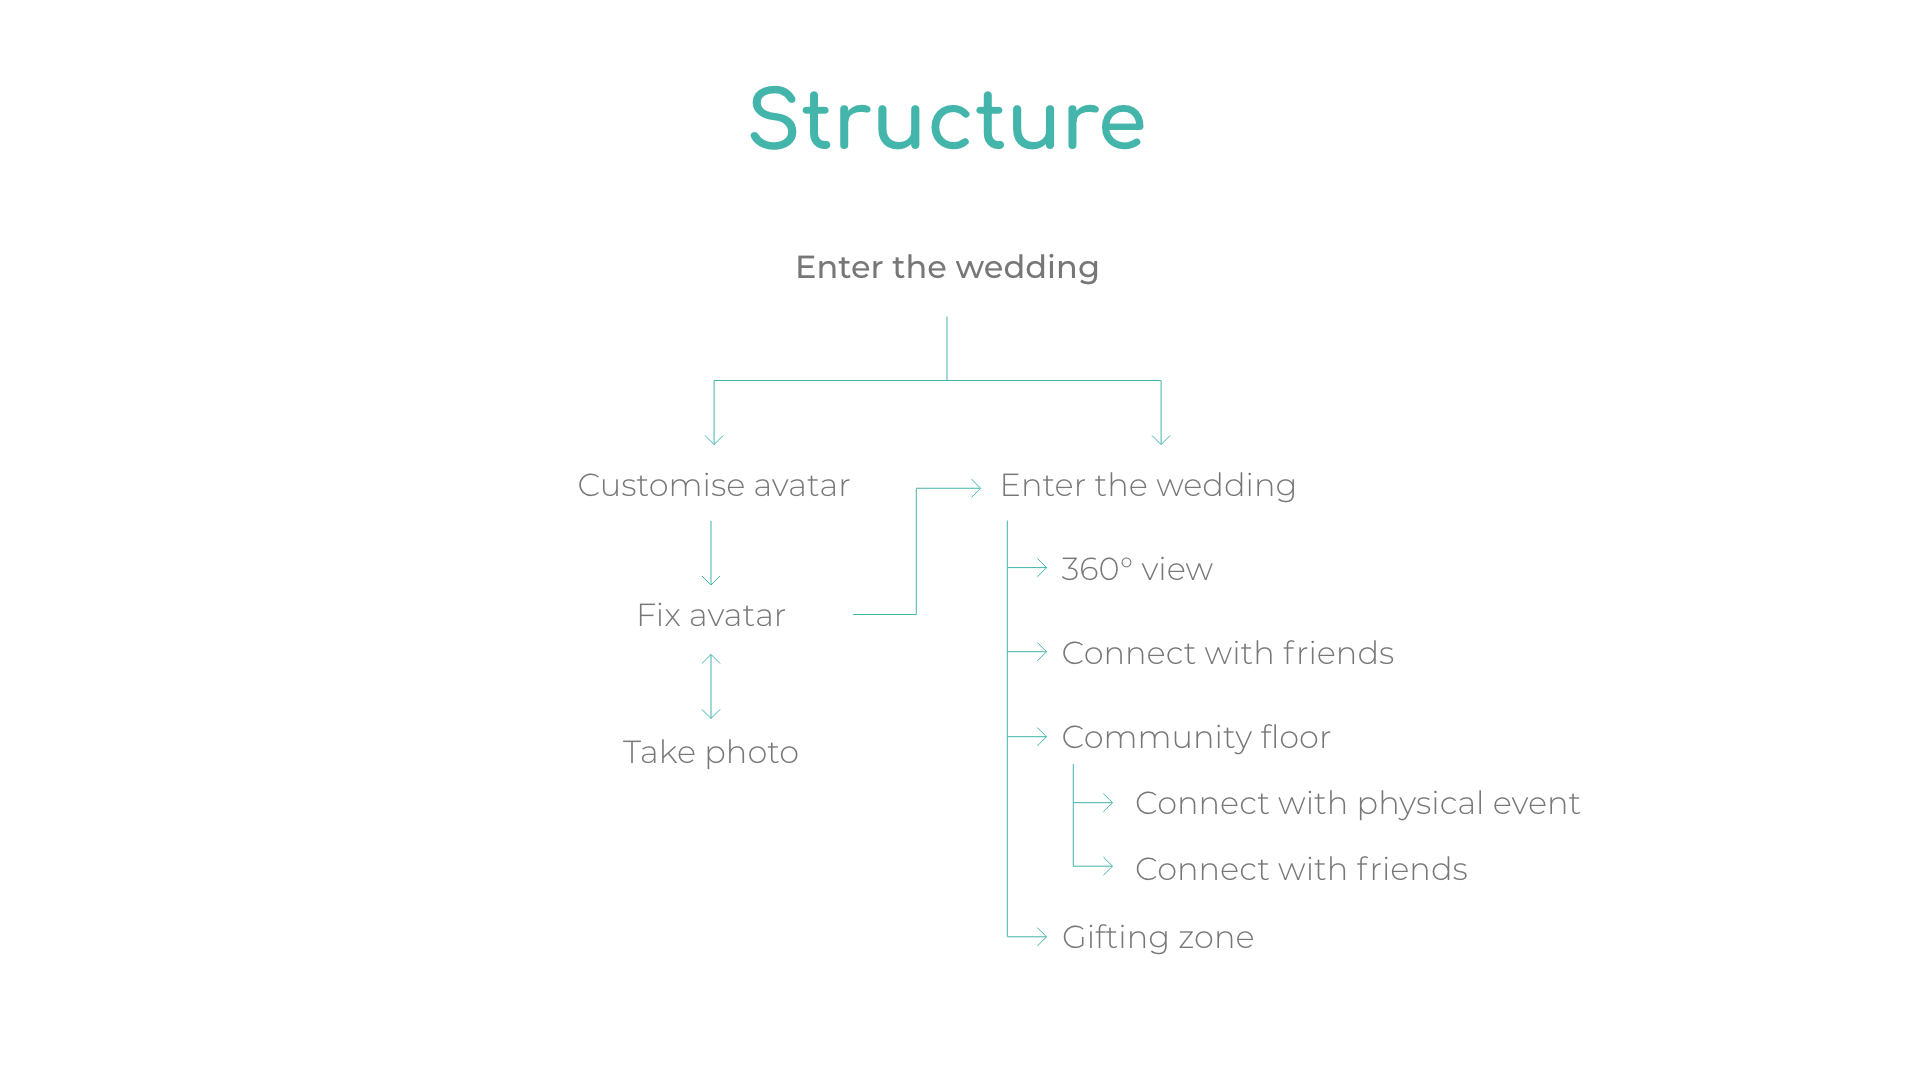 Structure
Enter the wedding
Customise avatar
Enter the wedding
360° view
Fix avatar
Connect with friends
Community floor
Take photo
Connect with physical event
Connect with friends
Gifting zone